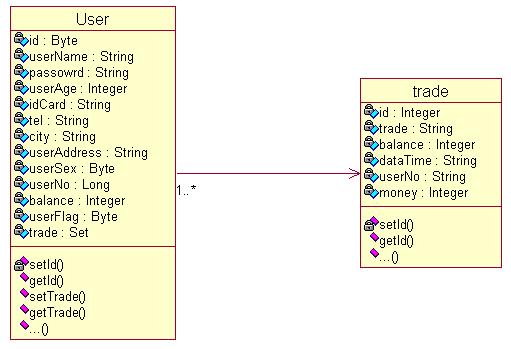 User
id : Byte
userName : String
passowrd : String
userAge : Integer
idCard : String
tel : String
city : String
userAddress : String
userSex : Byte
userNo : Long
balance : Integer
userFlag : Byte
trade : Set
setId()
getId()
setTrade()
getTrade()
...()
1..*
trade
id : Integer
trade : String
balance : Integer
dataTime : String
userNo : String
money : Integer
setId()
getId()
...()